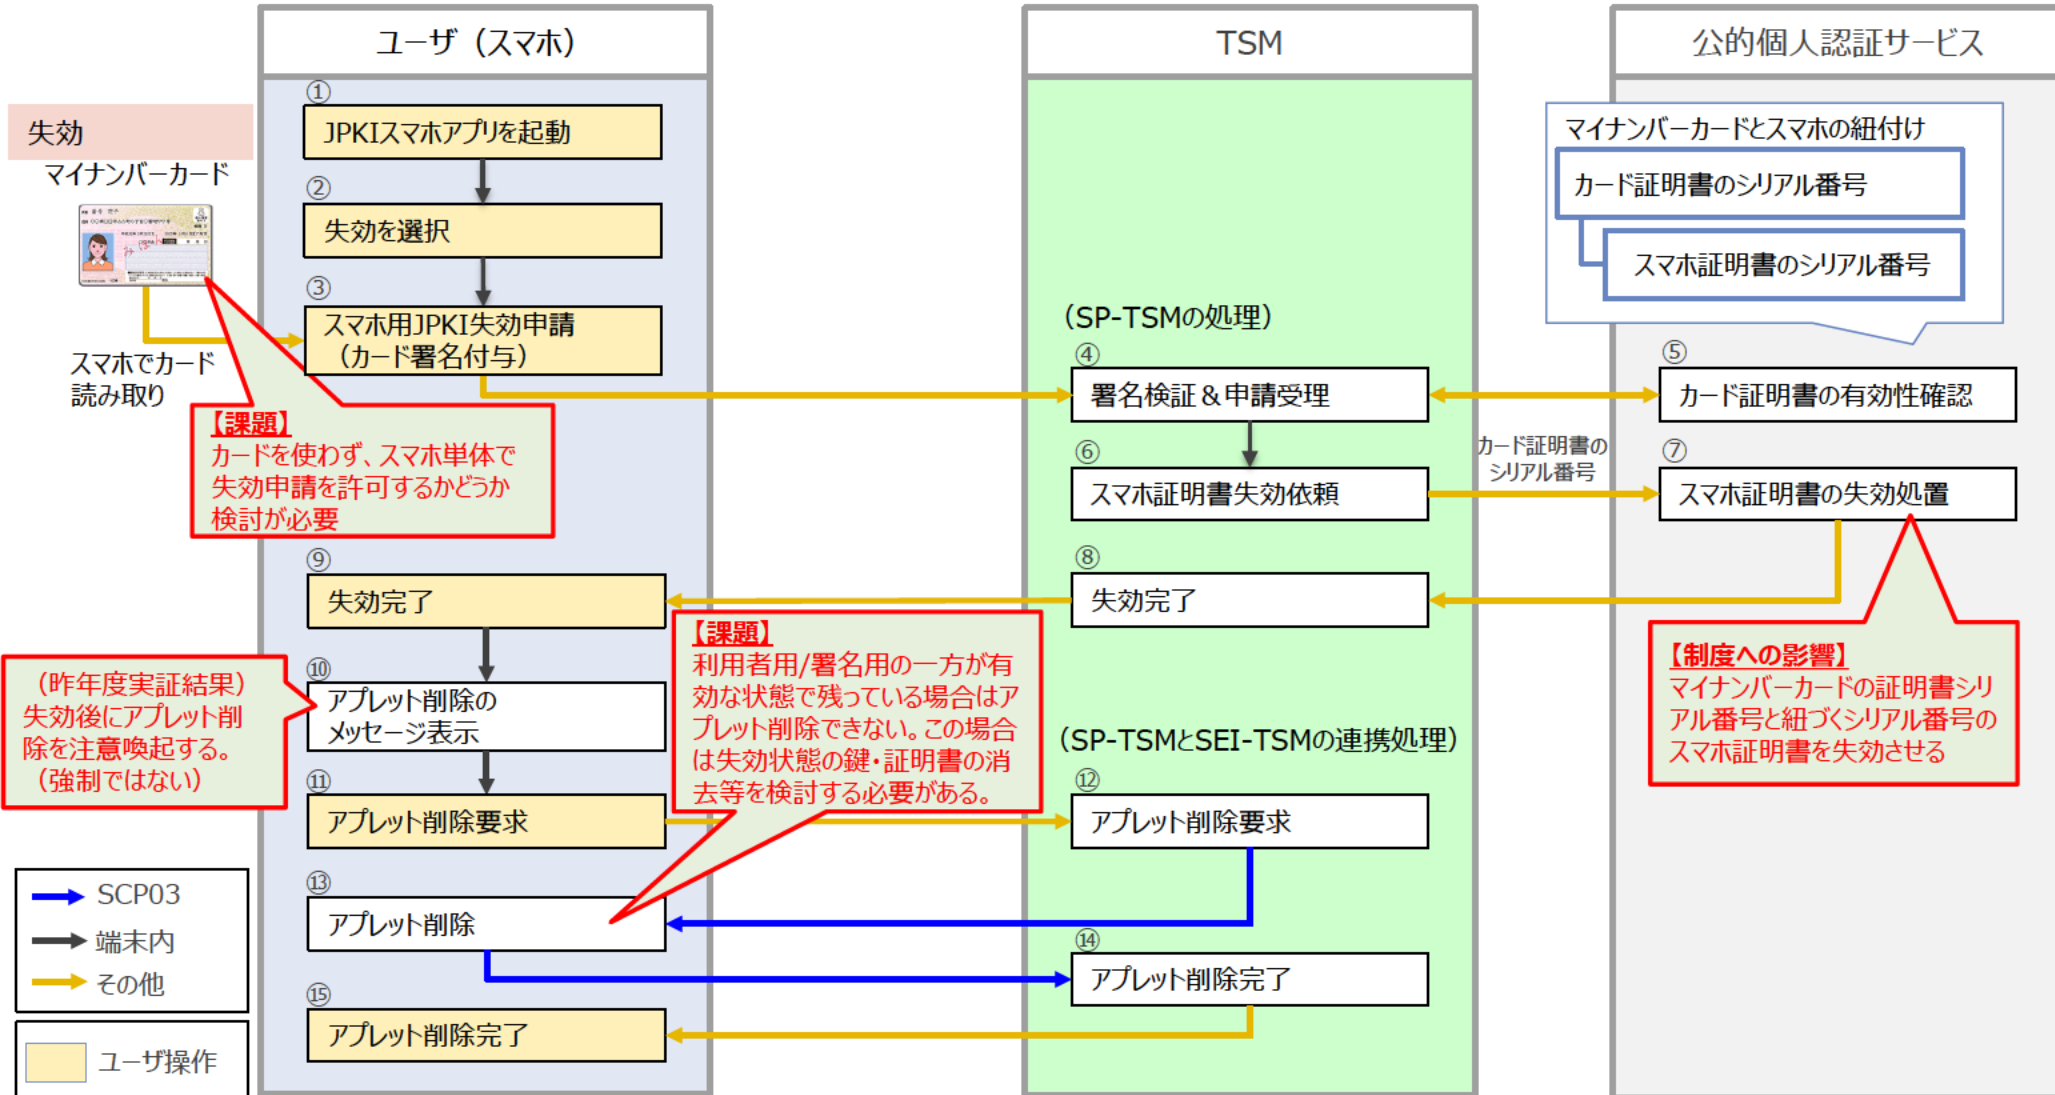 ユーザ（スマホ）
TSM
公的個人認証サービス
失効
マイナンバーカード
スマホでカード
読み取り
①
JPKIスマホアプリを起動
②
失効を選択
③
スマホ用JPKI失効申請
（カード署名付与）
【課題】
カードを使わず、スマホ単体で
失効申請を許可するかどうか
検討が必要
（SP-TSMの処理）
④
署名検証＆申請受理
マイナンバーカードとスマホの紐付け
カード証明書のシリアル番号
スマホ証明書のシリアル番号
⑤
カード証明書の有効性確認
⑥
スマホ証明書失効依頼
カード証明書の
シリアル番号
⑦
スマホ証明書の失効処置
⑧
失効完了
⑨
失効完了
【制度への影響】
マイナンバーカードの証明書シリ
アル番号と紐づくシリアル番号の
スマホ証明書を失効させる
（昨年度実証結果）
失効後にアプレット削
除を注意喚起する。
（強制ではない）
⑩
アプレット削除の
メッセージ表示
【課題】
利用者用/署名用の一方が有
効な状態で残っている場合はア
プレット削除できない。この場合
は失効状態の鍵・証明書の消
去等を検討する必要がある。
（SP-TSMとSEI-TSMの連携処理）
⑪
アプレット削除要求
⑫
アプレット削除要求
⑬
アプレット削除
⑭
アプレット削除完了
⑮
アプレット削除完了
SCP03
端末内
その他
ユーザ操作